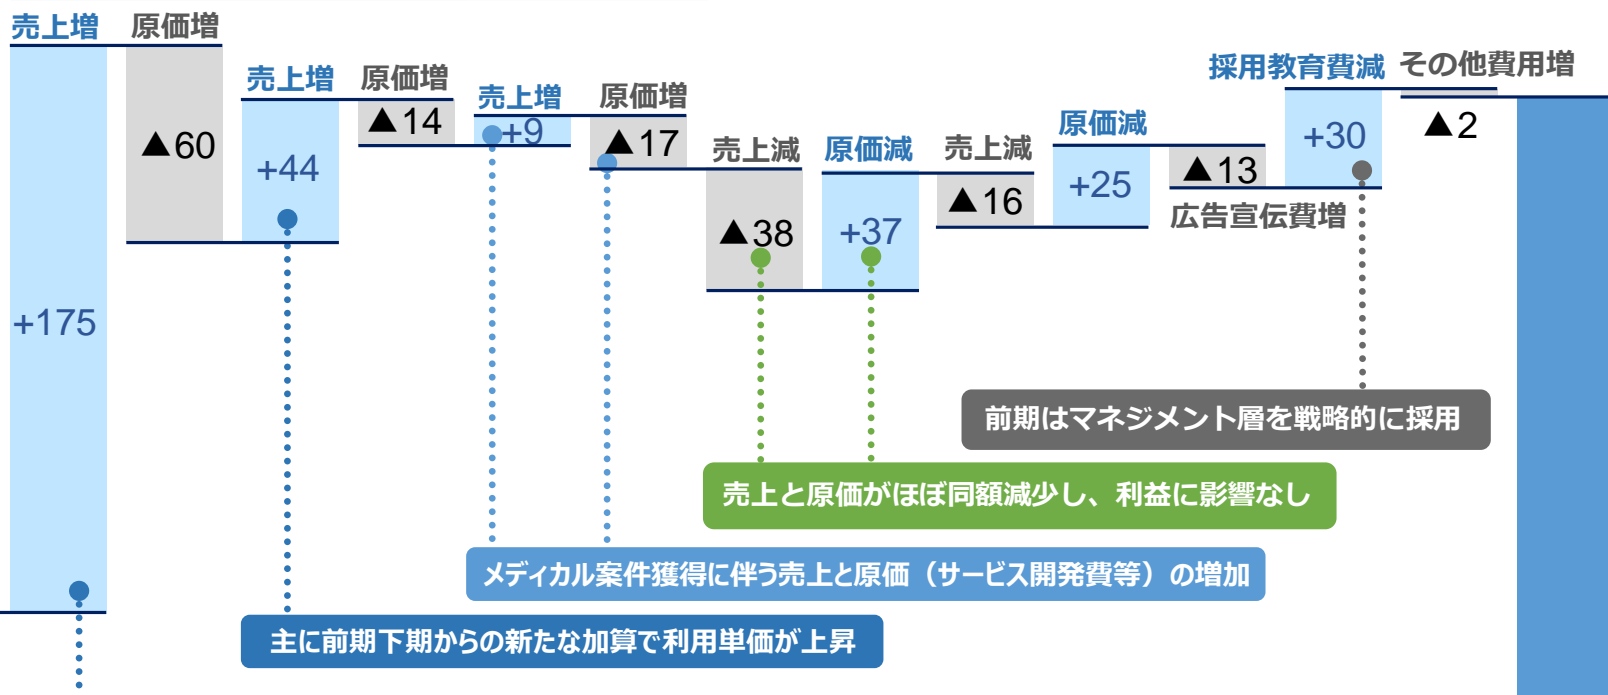 売上増
原価増
+175
▲60
売上増
+44
原価増
▲14
売上増
+9
原価増
▲17
売上減
▲38
原価減
+37
売上減
▲16
原価減
+25
▲13
広告宣伝費増
採用教育費減
+30
その他費用増
▲2
前期はマネジメント層を戦略的に採用
売上と原価がほぼ同額減少し、利益に影響なし
メディカル案件獲得に伴う売上と原価（サービス開発費等）の増加
主に前期下期からの新たな加算で利用単価が上昇